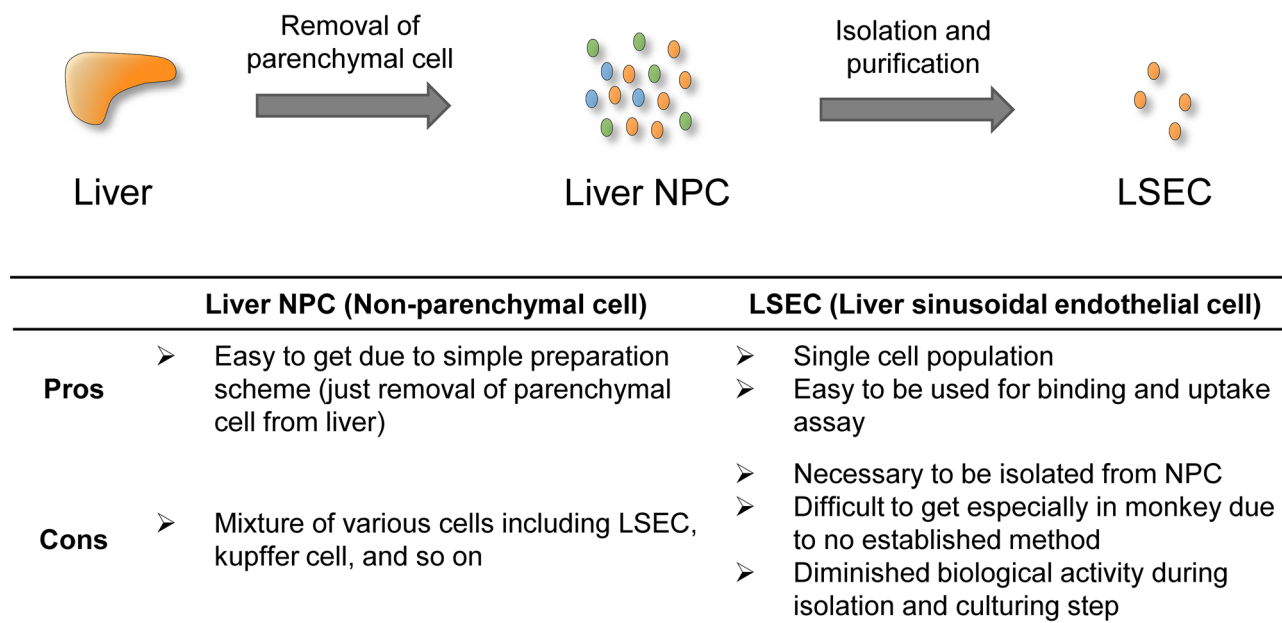 Removal of
parenchymal cell
Isolation and
purification
Liver
Liver NPC
LSEC
Liver NPC (Non-parenchymal cell)
LSEC (Liver sinusoidal endothelial cell)
Pros
➢ Easy to get due to simple preparation
scheme (just removal of parenchymal
cell from liver)
➢ Single cell population
➢ Easy to be used for binding and uptake
assay
Cons
➢ Mixture of various cells including LSEC,
kupffer cell, and so on
➢ Necessary to be isolated from NPC
➢ Difficult to get especially in monkey due
to no established method
➢ Diminished biological activity during
isolation and culturing step